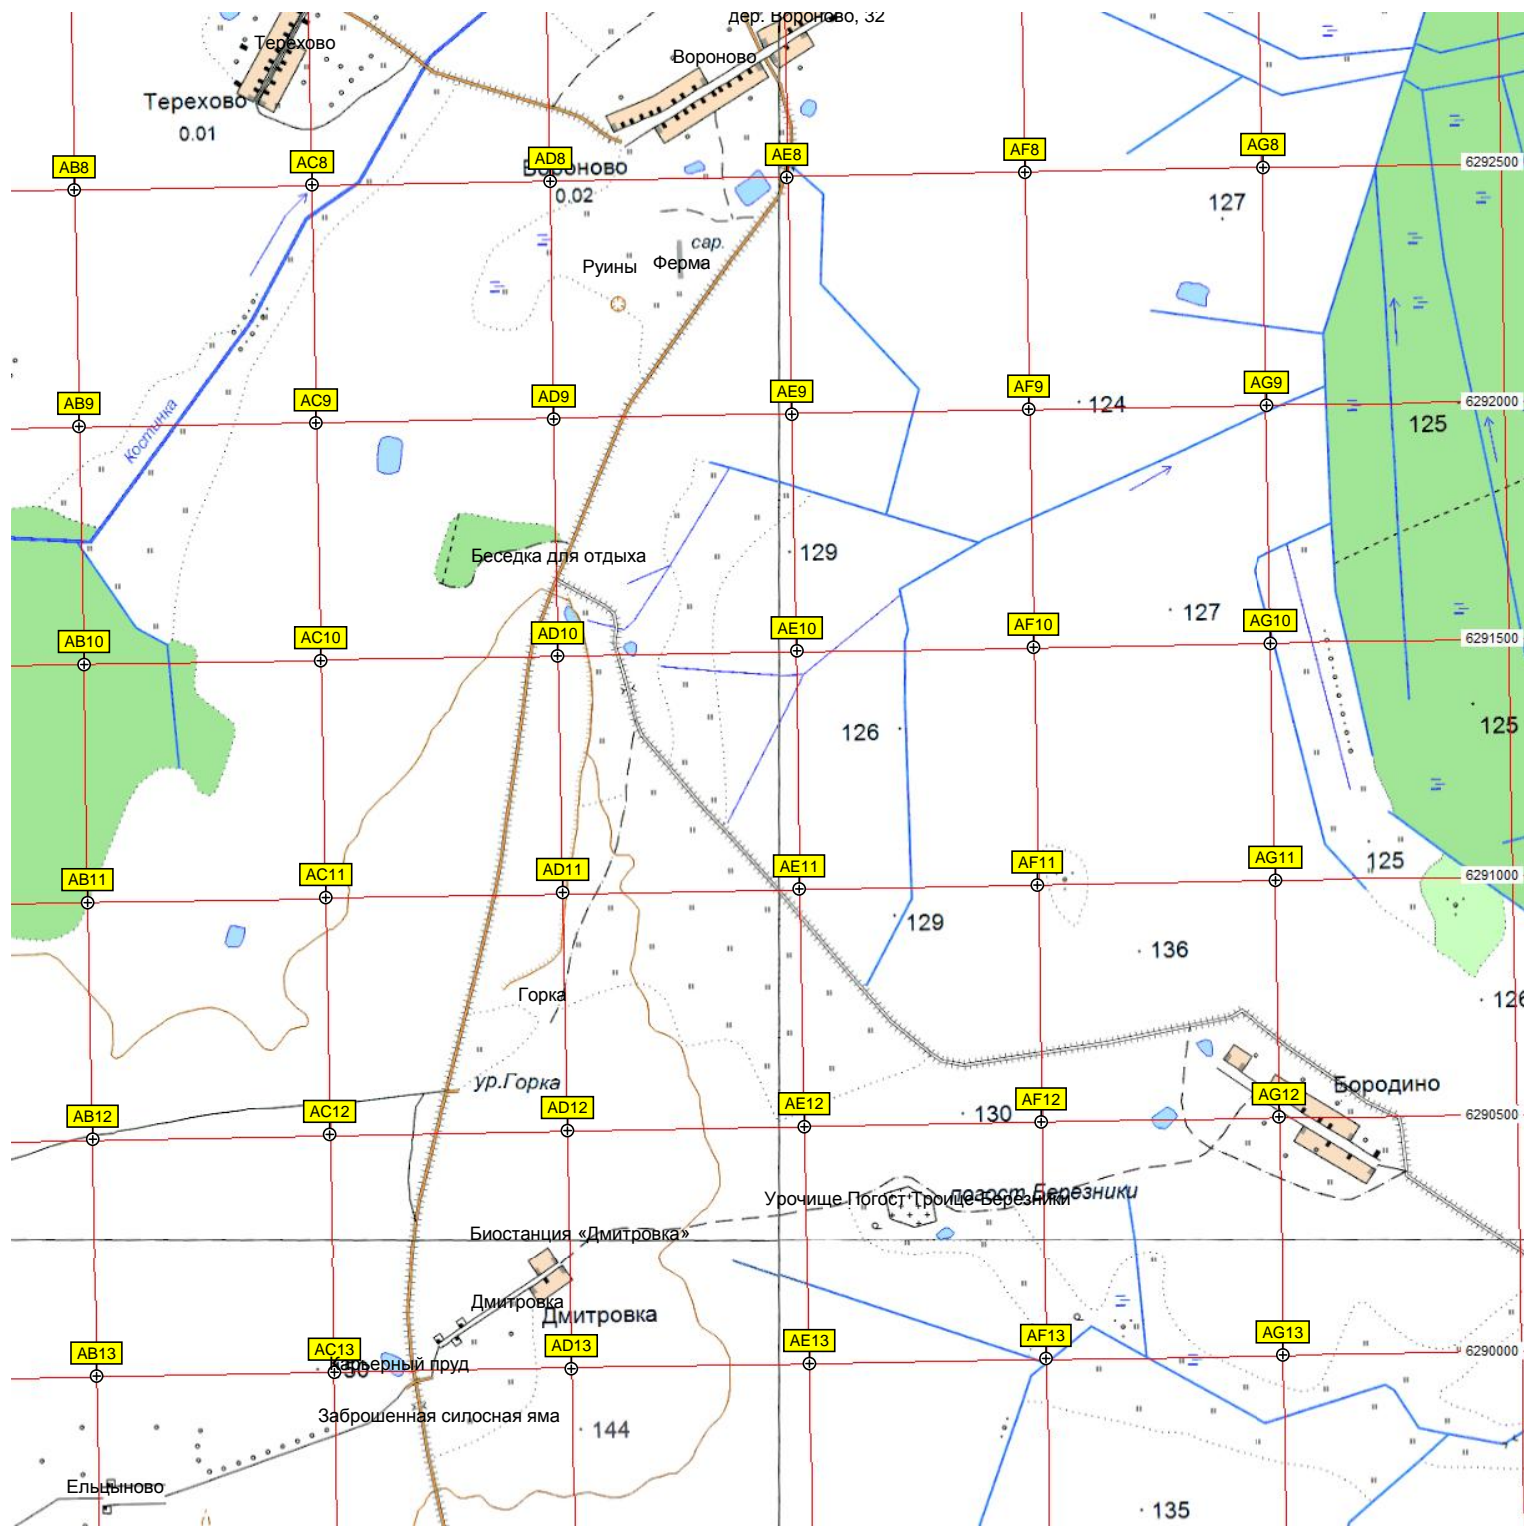 дер. Вороново, 32
Терехово
Вороново
Терехово
0.01
AB8
AC8
AD8
AE8
AF8
AG8
6292500
Вороново
0.02
127
сар.
Руины
Ферма
AB9
AC9
AD9
AE9
AF9
AG9
6292000
124
125
Костинка
Беседка для отдыха
129
127
AB10
AC10
AD10
AE10
AF10
AG10
6291500
126
125
AB11
AC11
AD11
AE11
AF11
AG11
125
6291000
129
136
Горка
126
ур.Горка
Бородино
AB12
AC12
AD12
AE12
AF12
AG12
130
6290500
погост Березники
Урочище Погост Троице-Березники
Биостанция «Дмитровка»
Дмитровка
Дмитровка
AB13
AC13
AD13
AE13
AF13
AG13
6290000
Карьерный пруд
Заброшенная силосная яма
144
Ельцыново
135